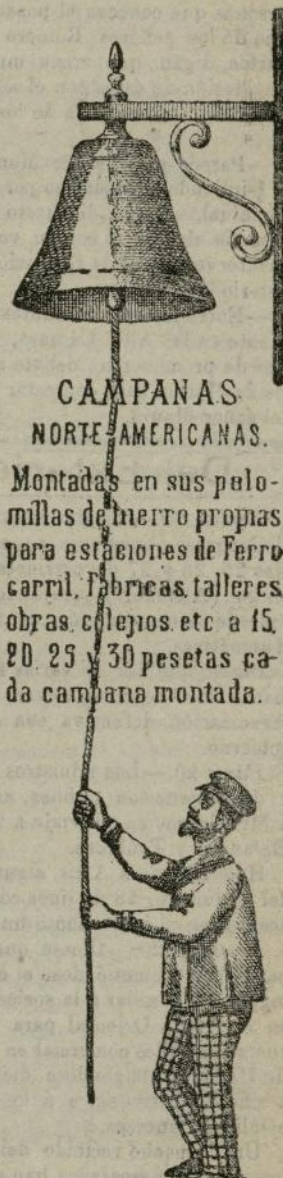 CAMPANAS
NORTE-AMERICANAS.
Montadas en sus palo-
millas de hierro propias
para estaciones de Ferro
carril, Fábricas, talleres,
obras, colejios, etc a 15,
20, 25 y 30 pesetas ca-
da campana montada.